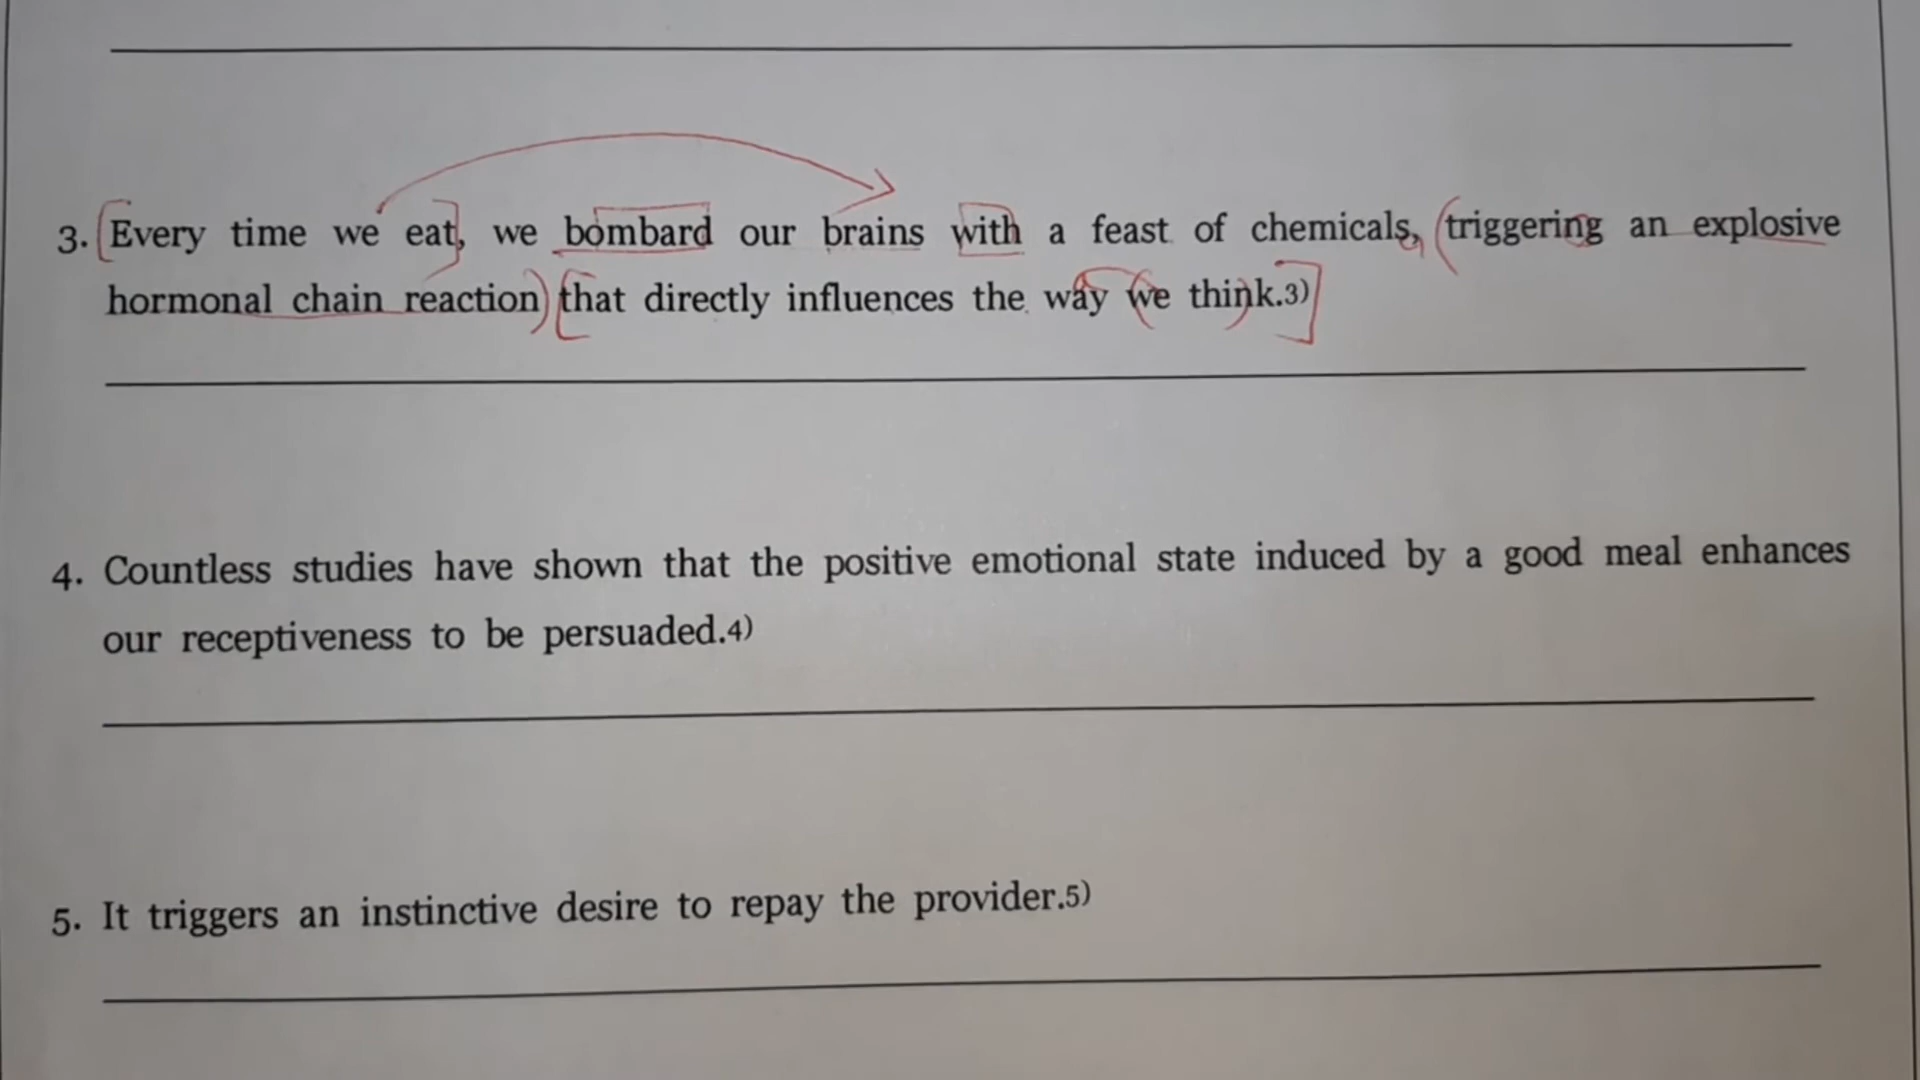 3. Every time we eat, we bombard our brains with a feast of chemicals, triggering an explosive
hormonal chain reaction that directly influences the way we think.3)
4. Countless studies have shown that the positive emotional state induced by a good meal enhances
our receptiveness to be persuaded.4)
5. It triggers an instinctive desire to repay the provider.5)